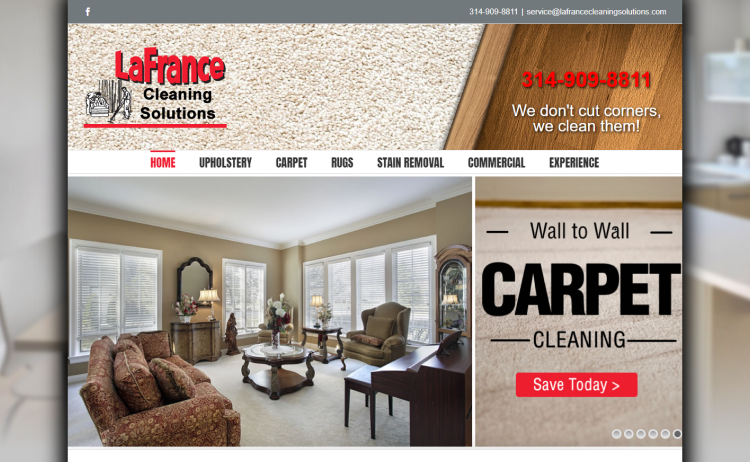 314-909-8811 | service@lafrancecleaningsolutions.com
LaFrance
Cleaning
Solutions
314-909-8811
We don't cut corners,
we clean them!
HOME UPHOLSTERY CARPET RUGS STAIN REMOVAL COMMERCIAL EXPERIENCE
Wall to Wall
CARPET
CLEANING
Save Today >